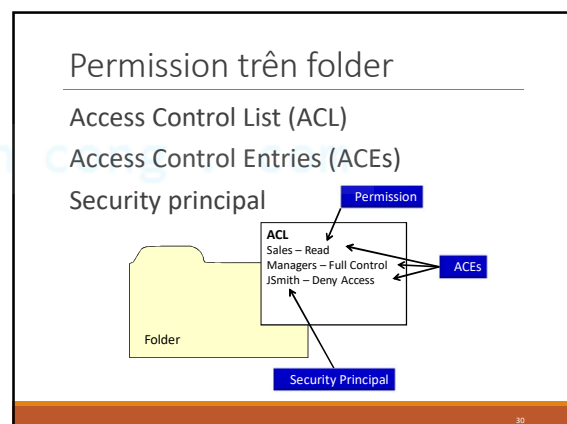 Permission trên folder
Access Control List (ACL)
Access Control Entries (ACEs)
Security principal
Permission
ACL
Sales – Read
Managers – Full Control
JSmith – Deny Access
ACEs
Folder
Security Principal
30